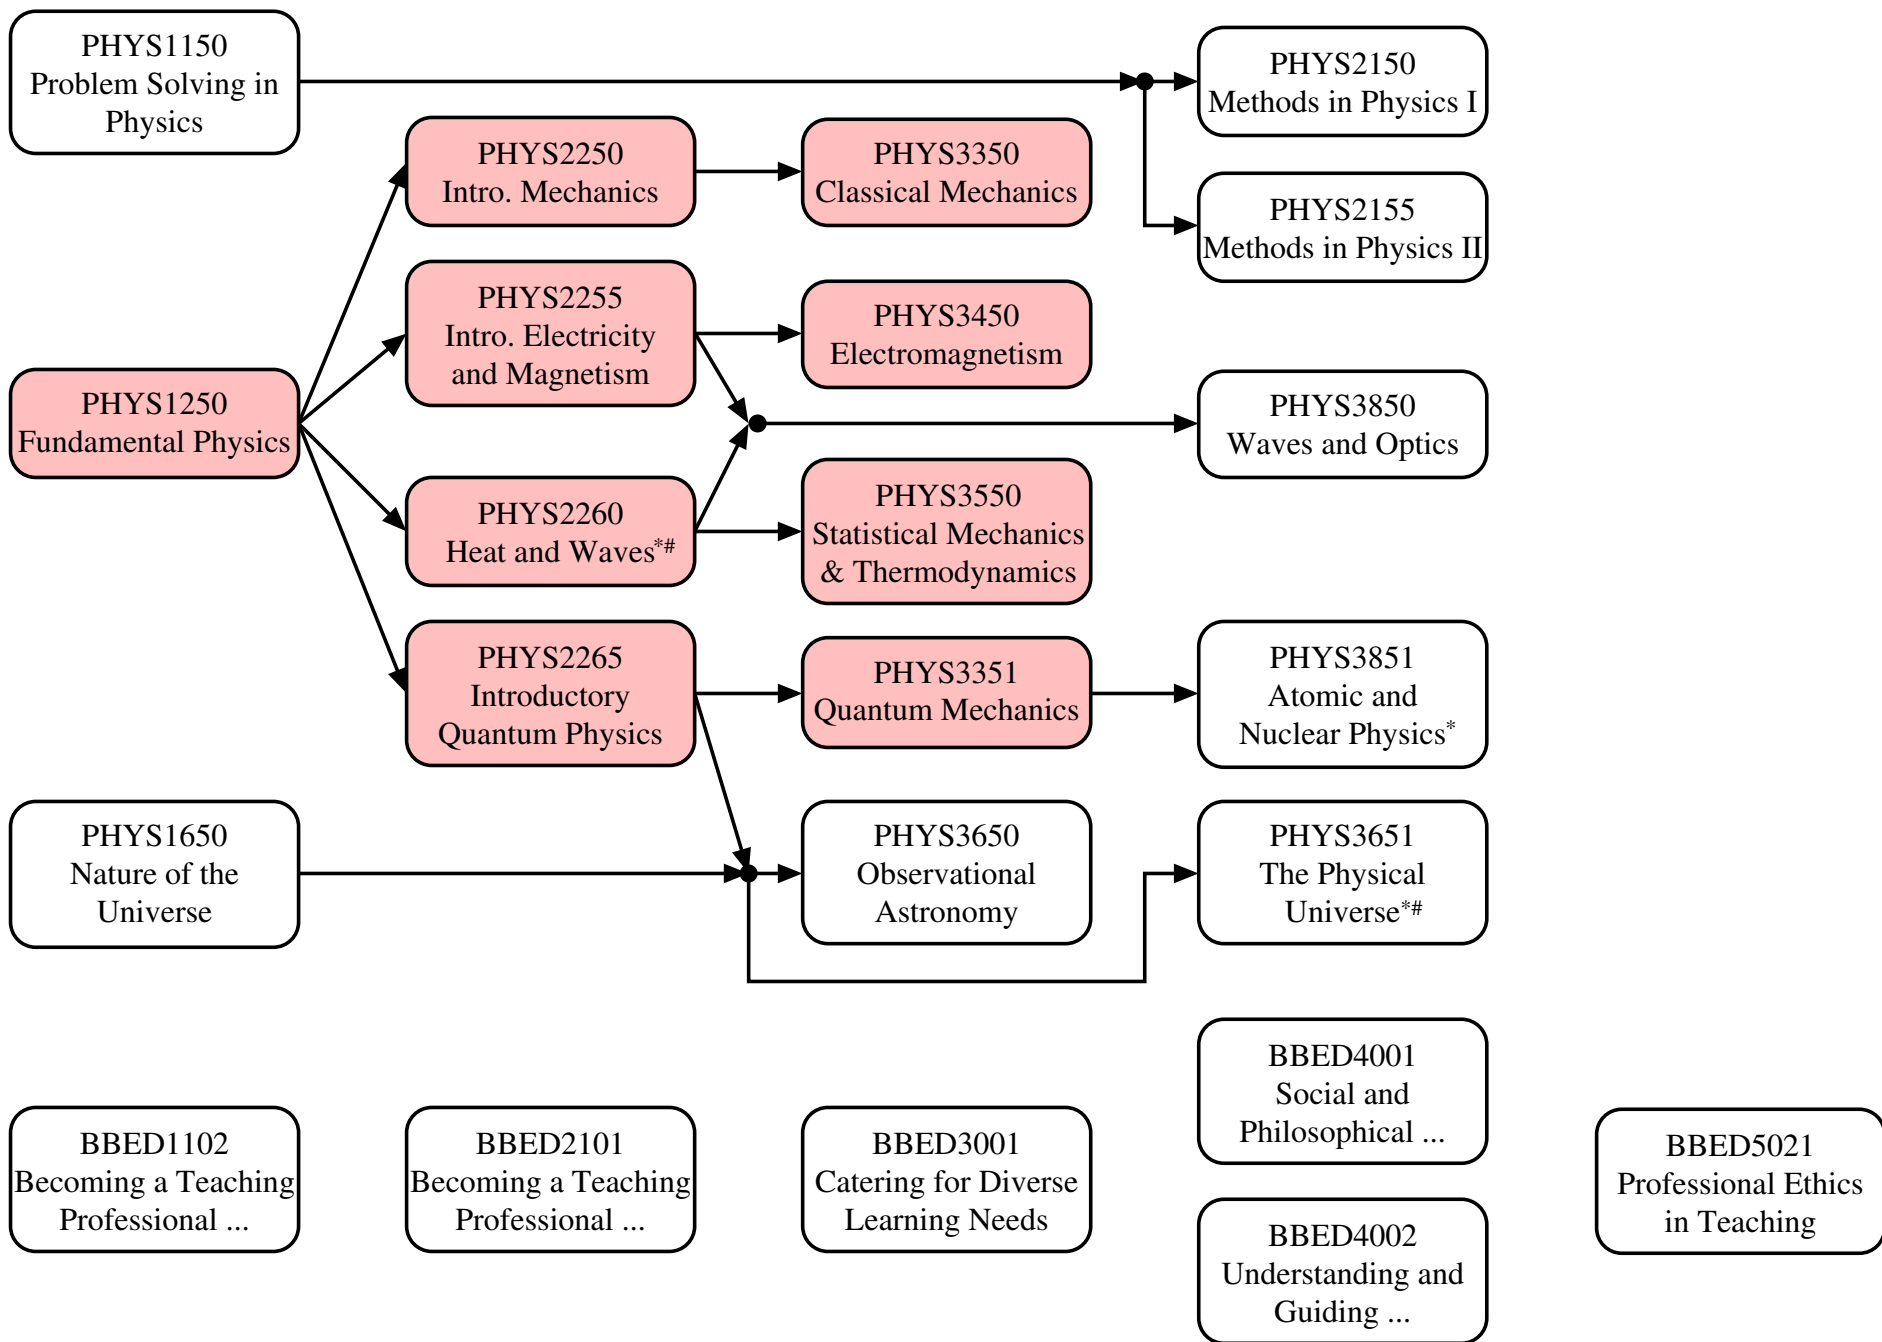 PHYS1150
Problem Solving in
Physics
PHYS2150
Methods in Physics I
PHYS2250
Intro. Mechanics
PHYS3350
Classical Mechanics
PHYS2155
Methods in Physics II
PHYS2255
Intro. Electricity
and Magnetism
PHYS3450
Electromagnetism
PHYS1250
Fundamental Physics
PHYS3850
Waves and Optics
PHYS2260
Heat and Waves*#
PHYS3550
Statistical Mechanics
& Thermodynamics
PHYS2265
Introductory
Quantum Physics
PHYS3351
Quantum Mechanics
PHYS3851
Atomic and
Nuclear Physics*
PHYS1650
Nature of the
Universe
PHYS3650
Observational
Astronomy
PHYS3651
The Physical
Universe*#
BBED4001
Social and
Philosophical ...
BBED1102
Becoming a Teaching
Professional ...
BBED2101
Becoming a Teaching
Professional ...
BBED3001
Catering for Diverse
Learning Needs
BBED5021
Professional Ethics
in Teaching
BBED4002
Understanding and
Guiding ...